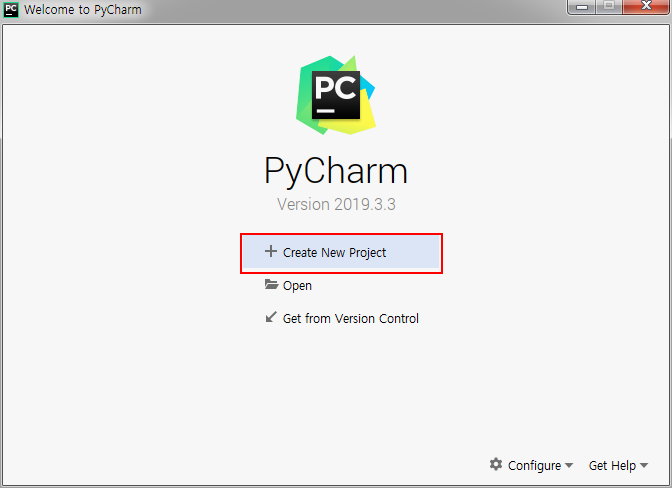 Welcome to PyCharm
PC
PC
PyCharm
Version 2019.3.3
Create New Project
Open
Get from Version Control
Configure
Get Help